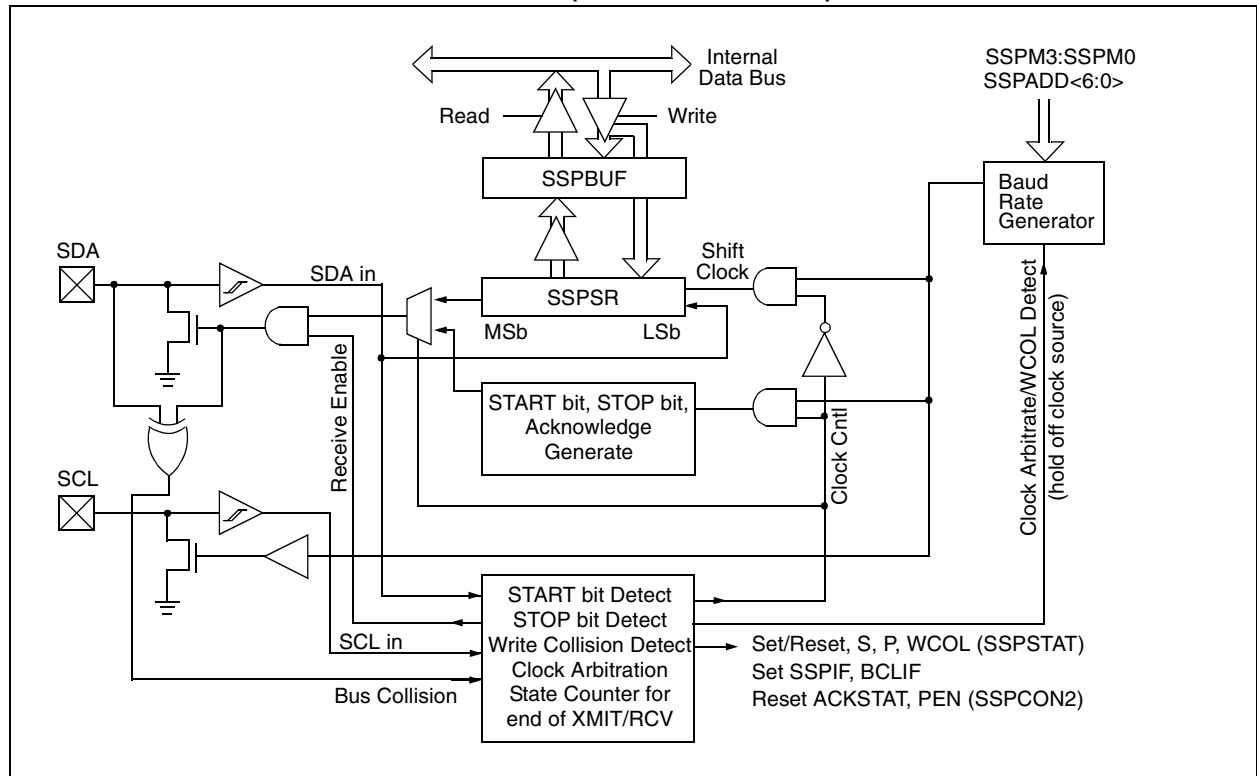 Internal
Data Bus
SSPM3:SSPM0
SSPADD<6:0>
Read
Write
SSPBUF
Baud
Rate
Generator
SDA
SDA in
Shift
Clock
SSPSR
MSb
LSb
START bit, STOP bit,
Acknowledge
Generate
Receive Enable
Clock Cntl
Clock Arbitrate/WCOL Detect
(hold off clock source)
SCL
SCL in
Bus Collision
START bit Detect
STOP bit Detect
Write Collision Detect
Clock Arbitration
State Counter for
end of XMIT/RCV
Set/Reset, S, P, WCOL (SSPSTAT)
Set SSPIF, BCLIF
Reset ACKSTAT, PEN (SSPCON2)